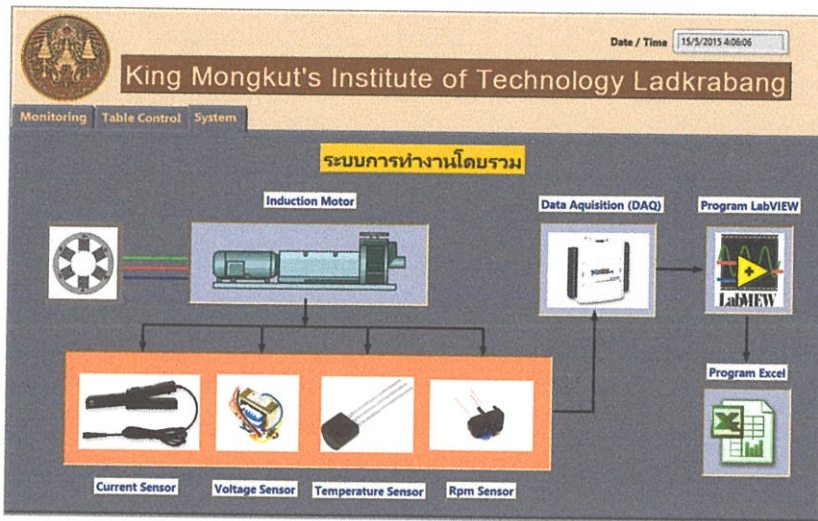 Date / Time 15/5/2015 4:06:06
King Mongkut's Institute of Technology Ladkrabang
Monitoring Table Control System
ระบบการทำงานโดยรวม
Induction Motor
Data Aquisition (DAQ)
Program LabVIEW
LabVIEW
Program Excel
Current Sensor
Voltage Sensor
Temperature Sensor
Rpm Sensor